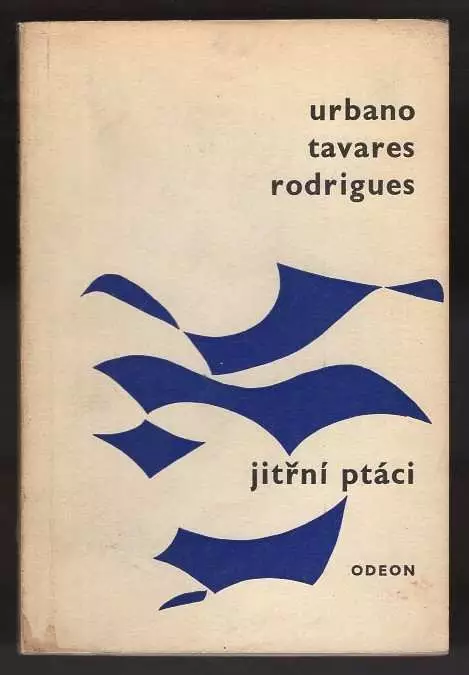 urbano
tavares
rodrigues
jitřní ptáci
ODEON